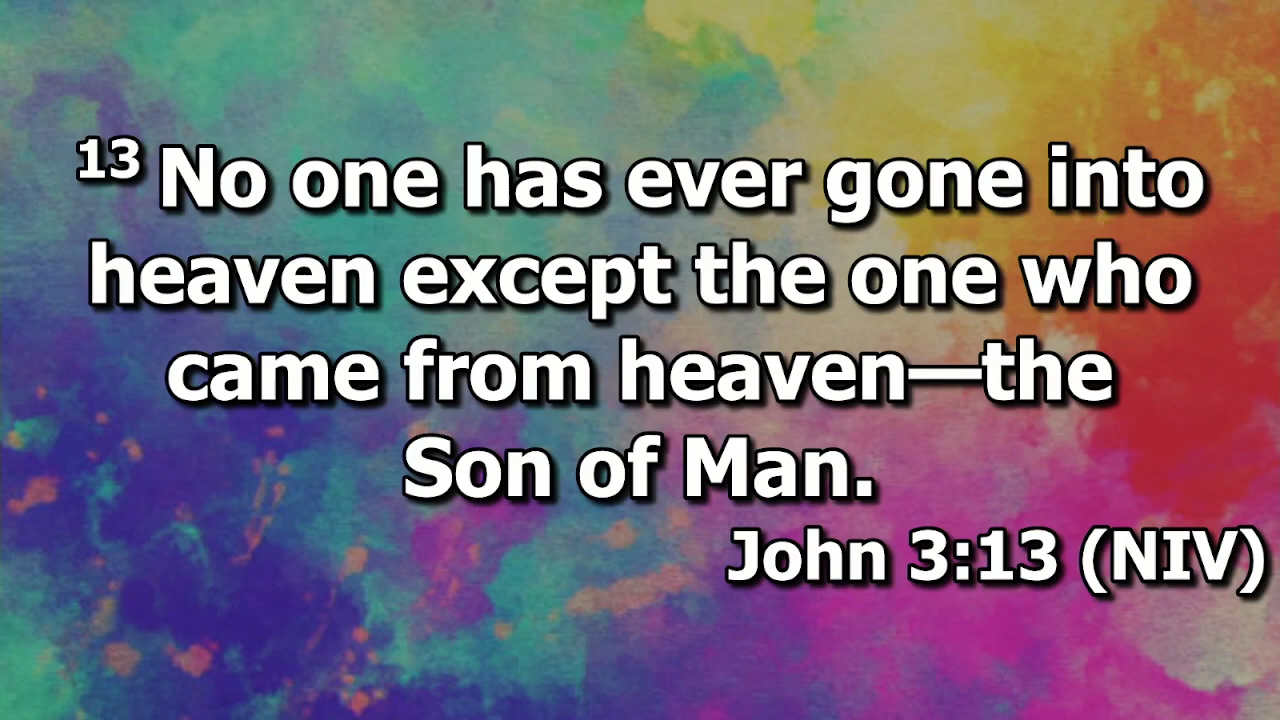 13 No one has ever gone into
heaven except the one who
came from heaven—the
Son of Man.
John 3:13 (NIV)